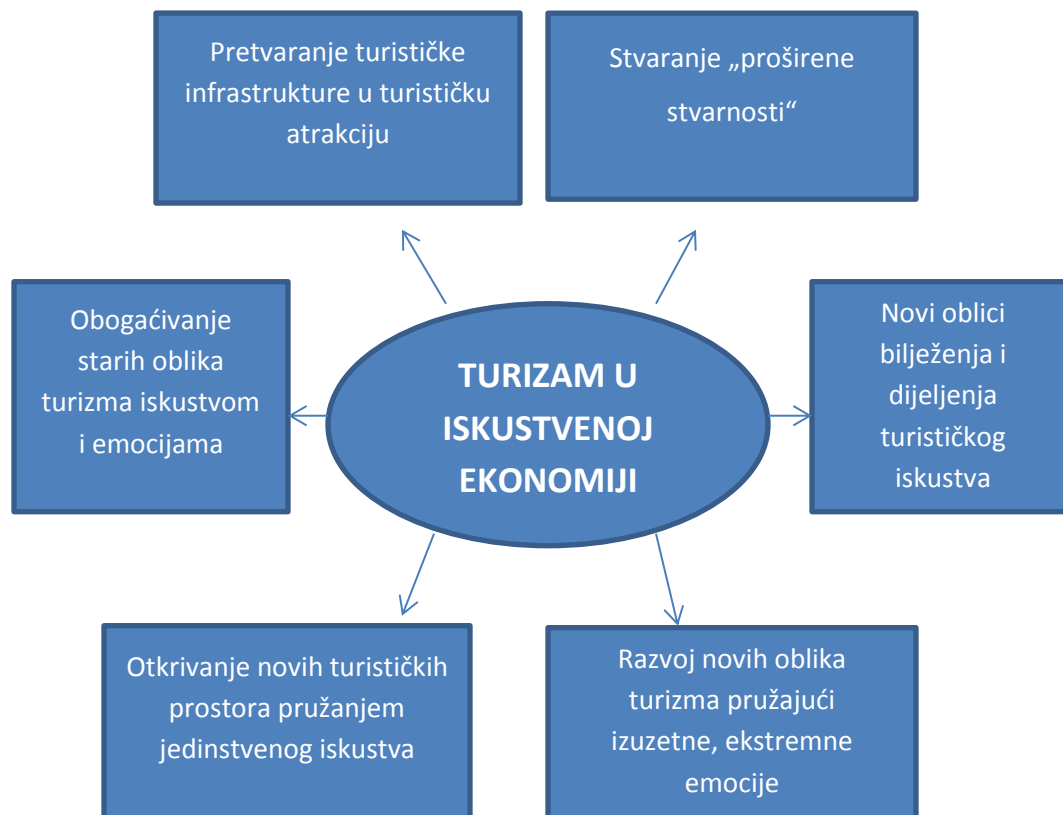 Pretvaranje turističke
infrastrukture u turističku
atrakciju
Stvaranje „proširene
stvarnosti“
Obogaćivanje
starih oblika
turizma iskustvom
i emocijama
TURIZAM U
ISKUSTVENOJ
EKONOMIJI
Novi oblici
bilježenja i
dijeljenja
turističkog
iskustva
Otkrivanje novih turističkih
prostora pružanjem
jedinstvenog iskustva
Razvoj novih oblika
turizma pružajući
izuzetne, ekstremne
emocije